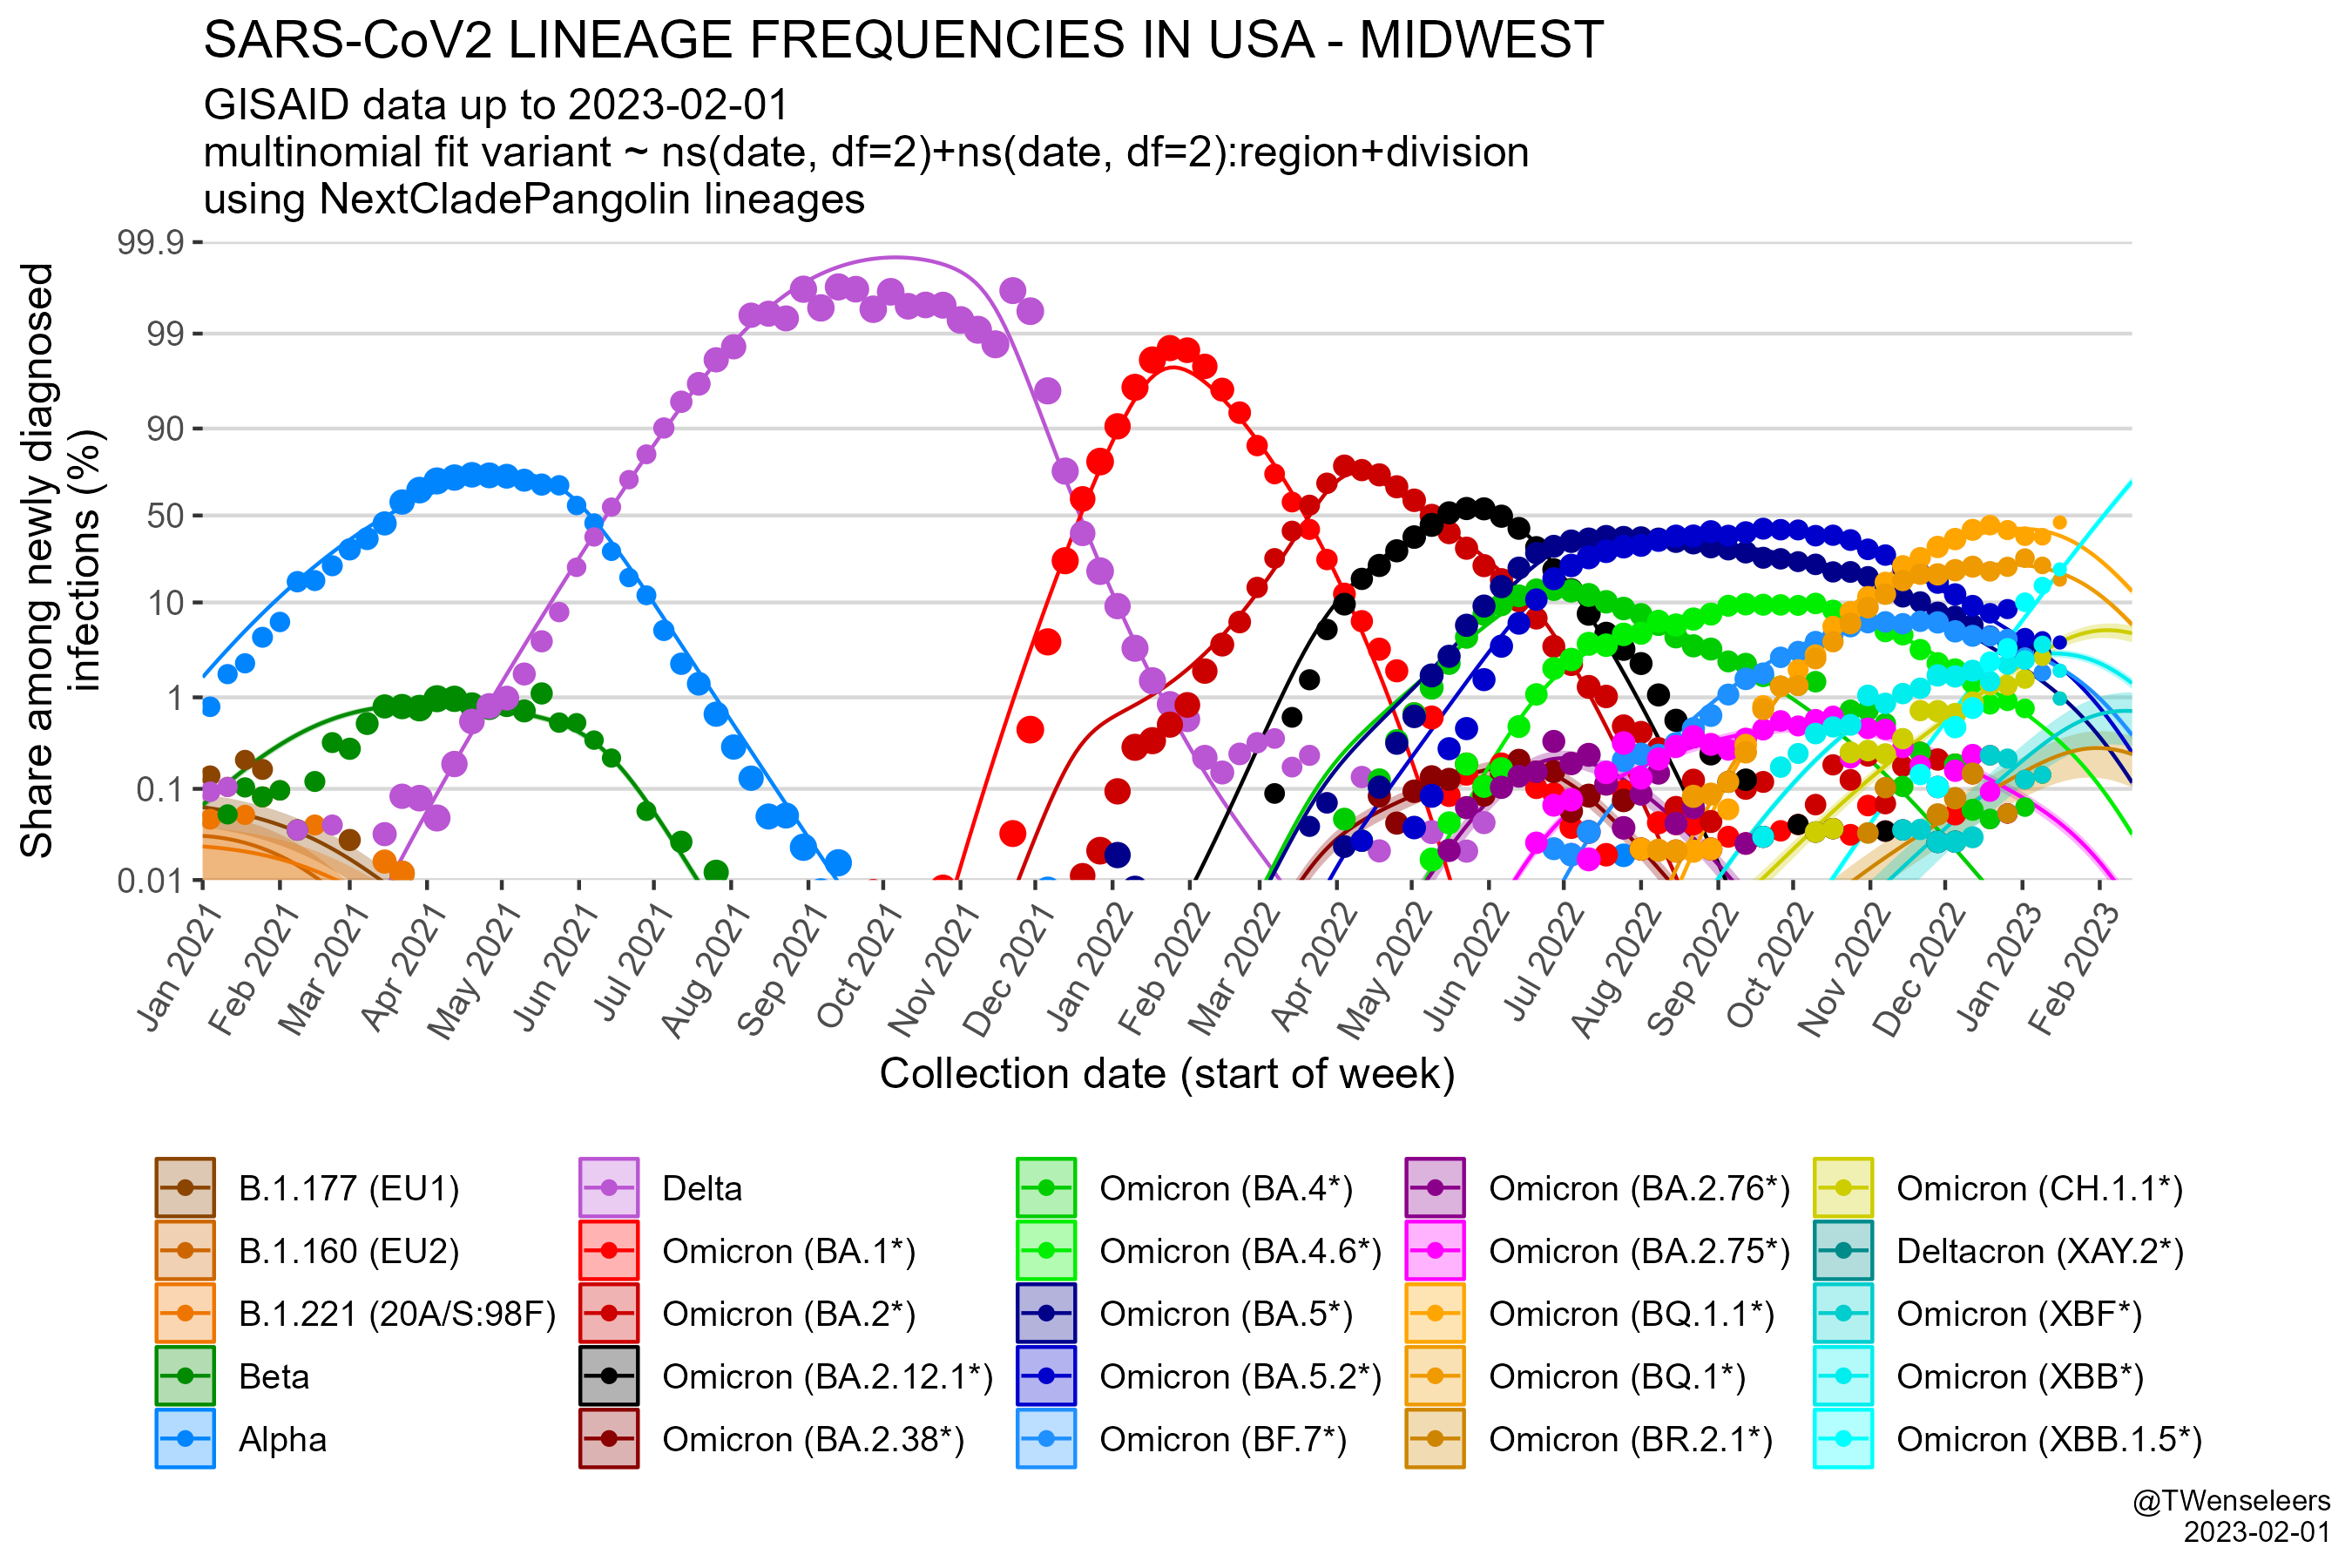 SARS-CoV2 LINEAGE FREQUENCIES IN USA - MIDWEST
GISAID data up to 2023-02-01
multinomial fit variant ~ ns(date, df=2)+ns(date, df=2):region+division
using NextCladePangolin lineages
Share among newly diagnosed
infections (%)
99.9
99
90
50
10
1
0.1
0.01
Jan 2021
Feb 2021
Mar 2021
Apr 2021
May 2021
Jun 2021
Jul 2021
Aug 2021
Sep 2021
Oct 2021
Nov 2021
Dec 2021
Jan 2022
Feb 2022
Mar 2022
Apr 2022
May 2022
Jun 2022
Jul 2022
Aug 2022
Sep 2022
Oct 2022
Nov 2022
Dec 2022
Jan 2023
Feb 2023
Collection date (start of week)
B.1.177 (EU1)
B.1.160 (EU2)
B.1.221 (20A/S:98F)
Beta
Alpha
Delta
Omicron (BA.1*)
Omicron (BA.2*)
Omicron (BA.2.12.1*)
Omicron (BA.2.38*)
Omicron (BA.4*)
Omicron (BA.4.6*)
Omicron (BA.5*)
Omicron (BA.5.2*)
Omicron (BF.7*)
Omicron (BA.2.76*)
Omicron (BA.2.75*)
Omicron (BQ.1.1*)
Omicron (BQ.1*)
Omicron (BR.2.1*)
Omicron (CH.1.1*)
Deltacron (XAY.2*)
Omicron (XBF*)
Omicron (XBB*)
Omicron (XBB.1.5*)
@TWenseleers
2023-02-01